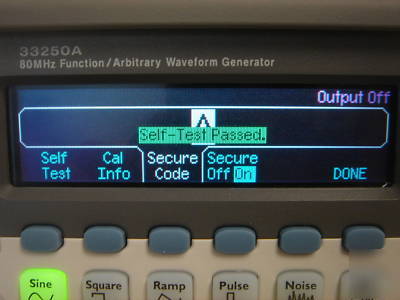 33250A
80MHz Function/Arbitrary Waveform Generator
Output Off
A
Self-Test Passed.
Self Test
Cal Info
Secure Code
Secure Off On
DONE
Sine
Square
Ramp
Pulse
Noise